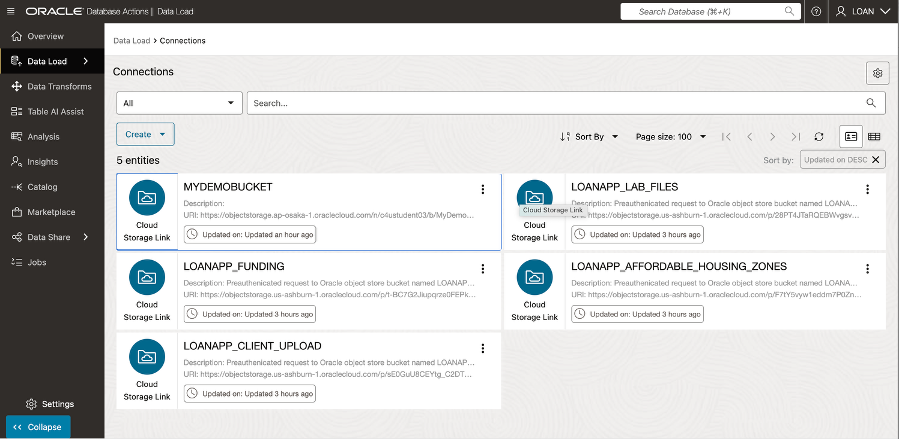 ORACLE Database Actions | Data Load
Search Database (⌘+K)
LOAN
Overview
Data Load
Data Transforms
Table AI Assist
Analysis
Insights
Catalog
Marketplace
Data Share
Jobs
Settings
Collapse
Data Load > Connections
Connections
All
Search...
Create
Sort By
Page size: 100
5 entities
Sort by: Updated on DESC
Cloud Storage Link
MYDEMOBUCKET
Description:
URI: https://objectstorage.ap-osaka-1.oraclecloud.com/n/c4ustudent03/b/MyDemo...
Updated on: Updated an hour ago
Cloud Storage Link
Cloud Storage Link
LOANAPP_LAB_FILES
Description: Preauthenicated request to Oracle object store bucket named LOANA...
https://objectstorage.us-ashburn-1.oraclecloud.com/p/28PT4JTaRQEBWvgsv...
Updated on: Updated 3 hours ago
Cloud Storage Link
LOANAPP_FUNDING
Description: Preauthenicated request to Oracle object store bucket named LOANA...
URI: https://objectstorage.us-ashburn-1.oraclecloud.com/p/t-BC7G2Jiupqrze0FEPk...
Updated on: Updated 3 hours ago
Cloud Storage Link
LOANAPP_AFFORDABLE_HOUSING_ZONES
Description: Preauthenicated request to Oracle object store bucket named LOANA...
URI: https://objectstorage.us-ashburn-1.oraclecloud.com/p/F7tY5vyw1eddm7P0Zn...
Updated on: Updated 3 hours ago
Cloud Storage Link
LOANAPP_CLIENT_UPLOAD
Description: Preauthenicated request to Oracle object store bucket named LOANA...
URI: https://objectstorage.us-ashburn-1.oraclecloud.com/p/sE0GuU8CEYtg_C2DT...
Updated on: Updated 3 hours ago